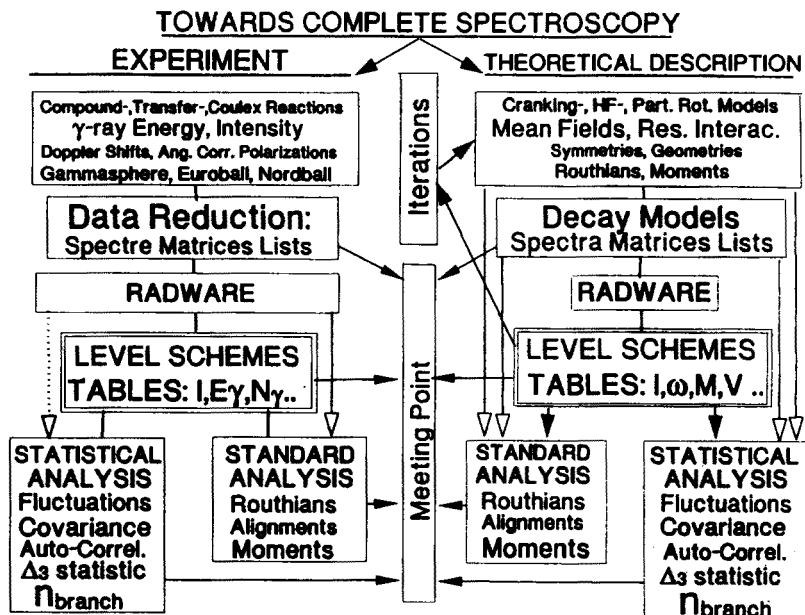 TOWARDS COMPLETE SPECTROSCOPY
EXPERIMENT
Compound-,Transfer-,Coulex Reactions
γ-ray Energy, Intensity
Doppler Shifts, Ang. Corr. Polarizations
Gammasphere, Euroball, Nordball
Data Reduction:
Spectre Matrices Lists
RADWARE
LEVEL SCHEMES
TABLES: I,Eγ,Nγ..
STATISTICAL
ANALYSIS
Fluctuations
Covariance
Auto-Correl.
Δ3 statistic
nbranch
STANDARD
ANALYSIS
Routhians
Alignments
Moments
Iterations
Meeting Point
THEORETICAL DESCRIPTION
Cranking-, HF-, Part. Rot. Models
Mean Fields, Res. Interac.
Symmetries, Geometries
Routhians, Moments
Decay Models
Spectra Matrices Lists
RADWARE
LEVEL SCHEMES
TABLES: I,ω,M,V ..
STANDARD
ANALYSIS
Routhians
Alignments
Moments
STATISTICAL
ANALYSIS
Fluctuations
Covariance
Auto-Correl.
Δ3 statistic
nbranch